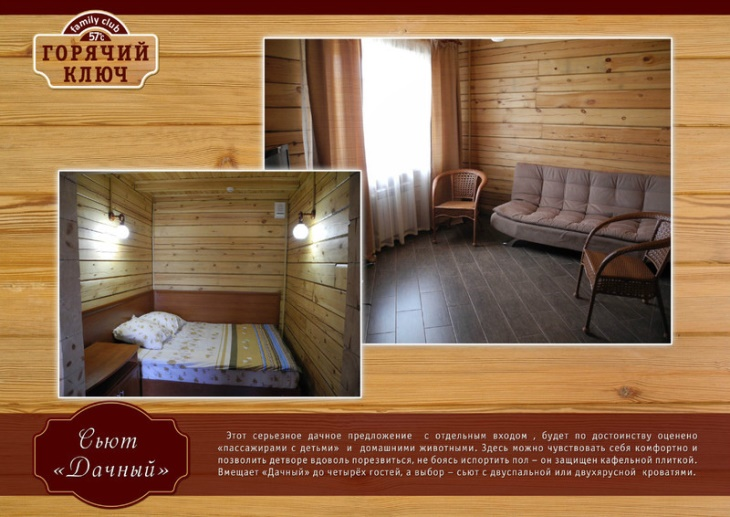 family club
57°C
ГОРЯЧИЙ
КЛЮЧ
Сьют
«Дачный»
Этот серьезное дачное предложение с отдельным входом , будет по достоинству оценено
«пассажирами с детьми» и домашними животными. Здесь можно чувствовать себя комфортно и
позволить детворе вдоволь порезвиться, не боясь испортить пол – он защищен кафельной плиткой.
Вмещает «Дачный» до четырёх гостей, а выбор – сьют с двуспальной или двухярусной кроватями.